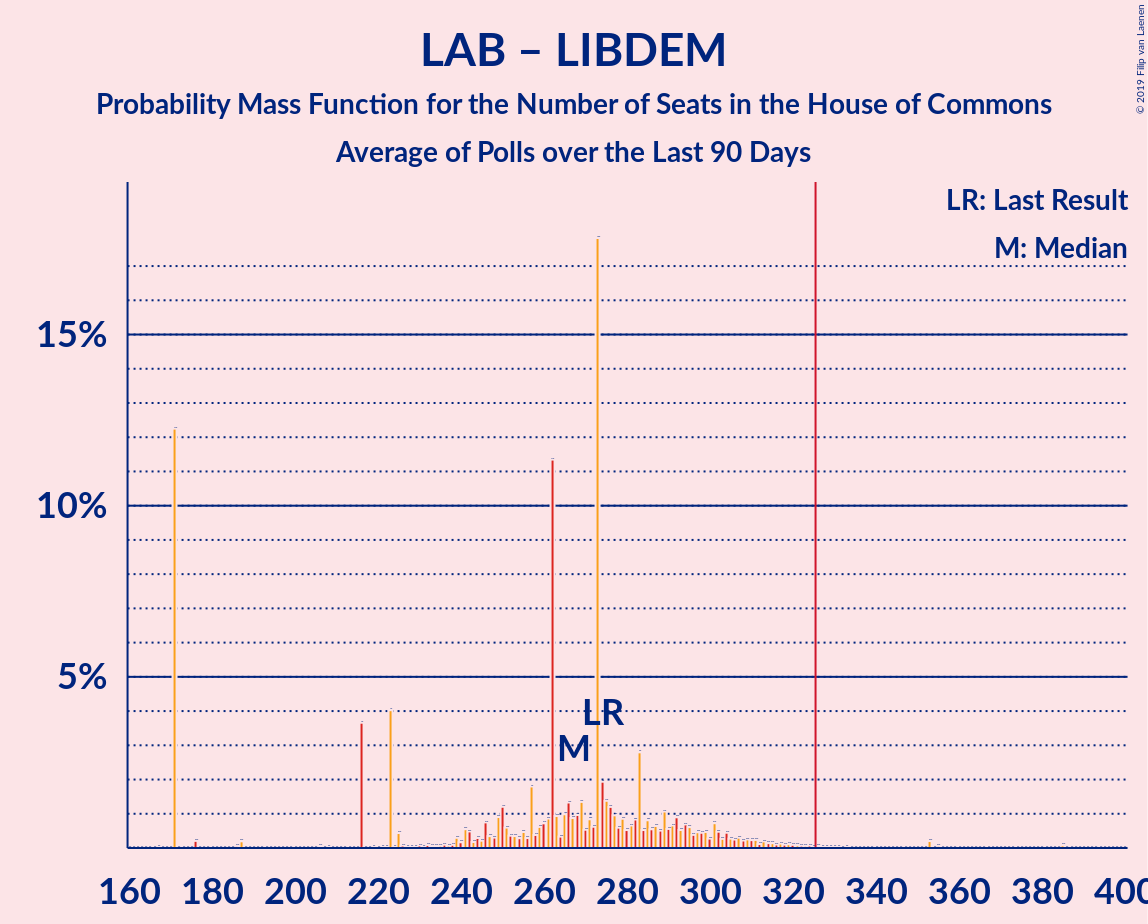 © 2019 Filip van Laenen
LAB – LIBDEM
Probability Mass Function for the Number of Seats in the House of Commons
Average of Polls over the Last 90 Days
LR: Last Result
M: Median
15%
10%
5%
LR
M
160 180 200 220 240 260 280 300 320 340 360 380 400